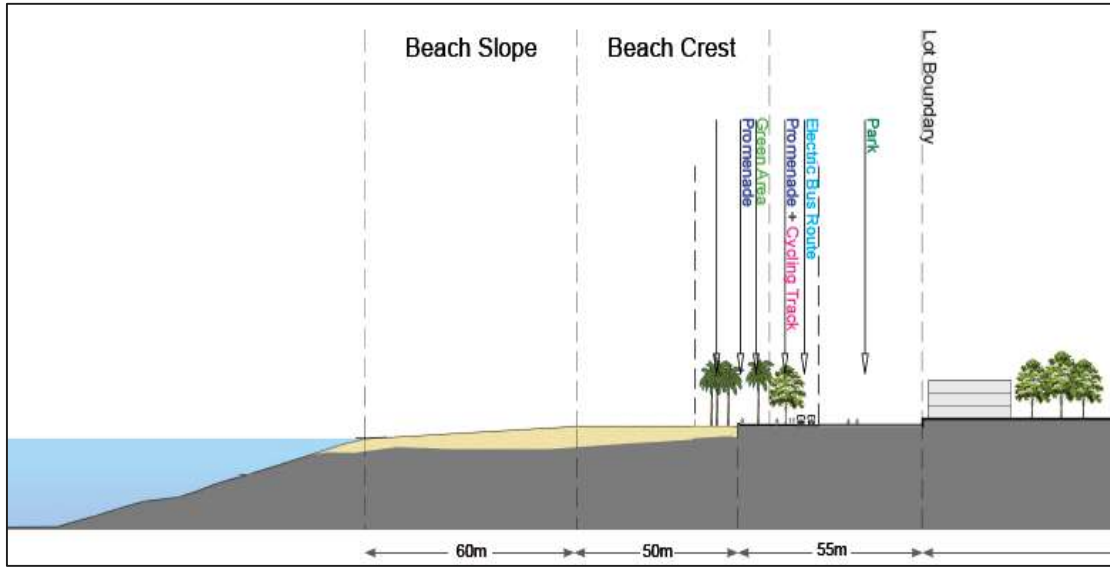 Beach Slope
Beach Crest
Lot Boundary
Promenade
Green Area
Promenade + Cycling Track
Electric Bus Route
Park
60m
50m
55m